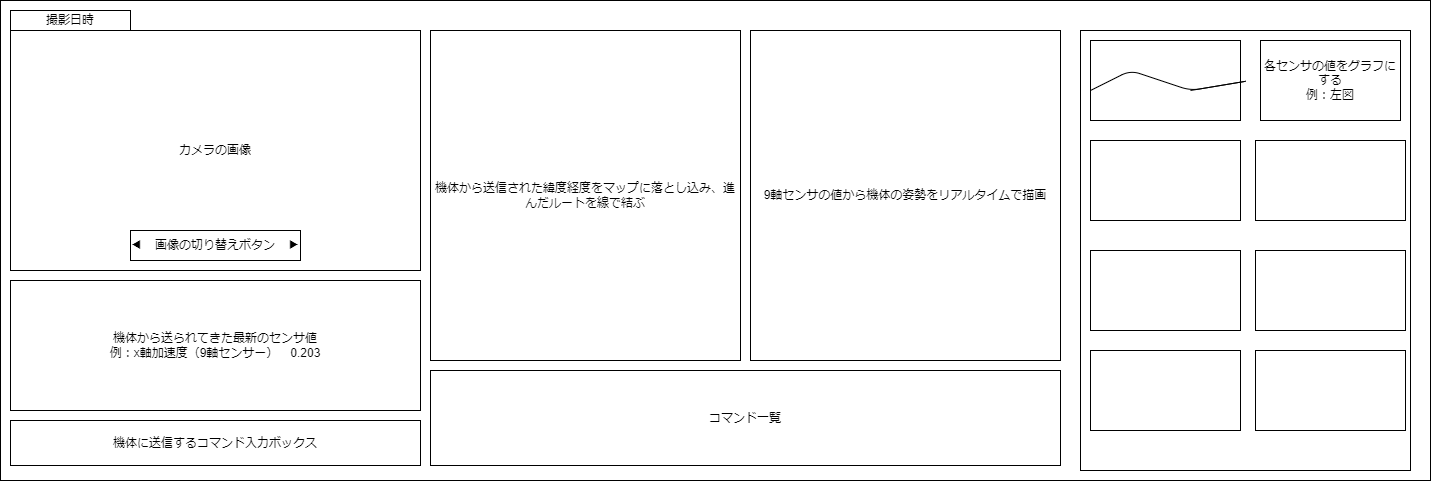 撮影日時
カメラの画像
◀ 画像の切り替えボタン ▶
機体から送られてきた最新のセンサ値
例：x軸加速度（9軸センサー） 0.203
機体に送信するコマンド入力ボックス
機体から送信された緯度経度をマップに落とし込み、進
んだルートを線で結ぶ
9軸センサの値から機体の姿勢をリアルタイムで描画
コマンド一覧
各センサの値をグラフに
する
例：左図